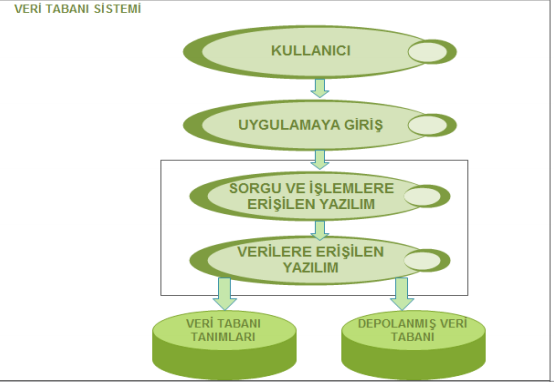 VERİ TABANI SİSTEMİ
KULLANICI
UYGULAMAYA GİRİŞ
SORGU VE İŞLEMLERE
ERİŞİLEN YAZILIM
VERİLERE ERİŞİLEN
YAZILIM
VERİ TABANI
TANIMLARI
DEPOLANMIŞ VERİ
TABANI